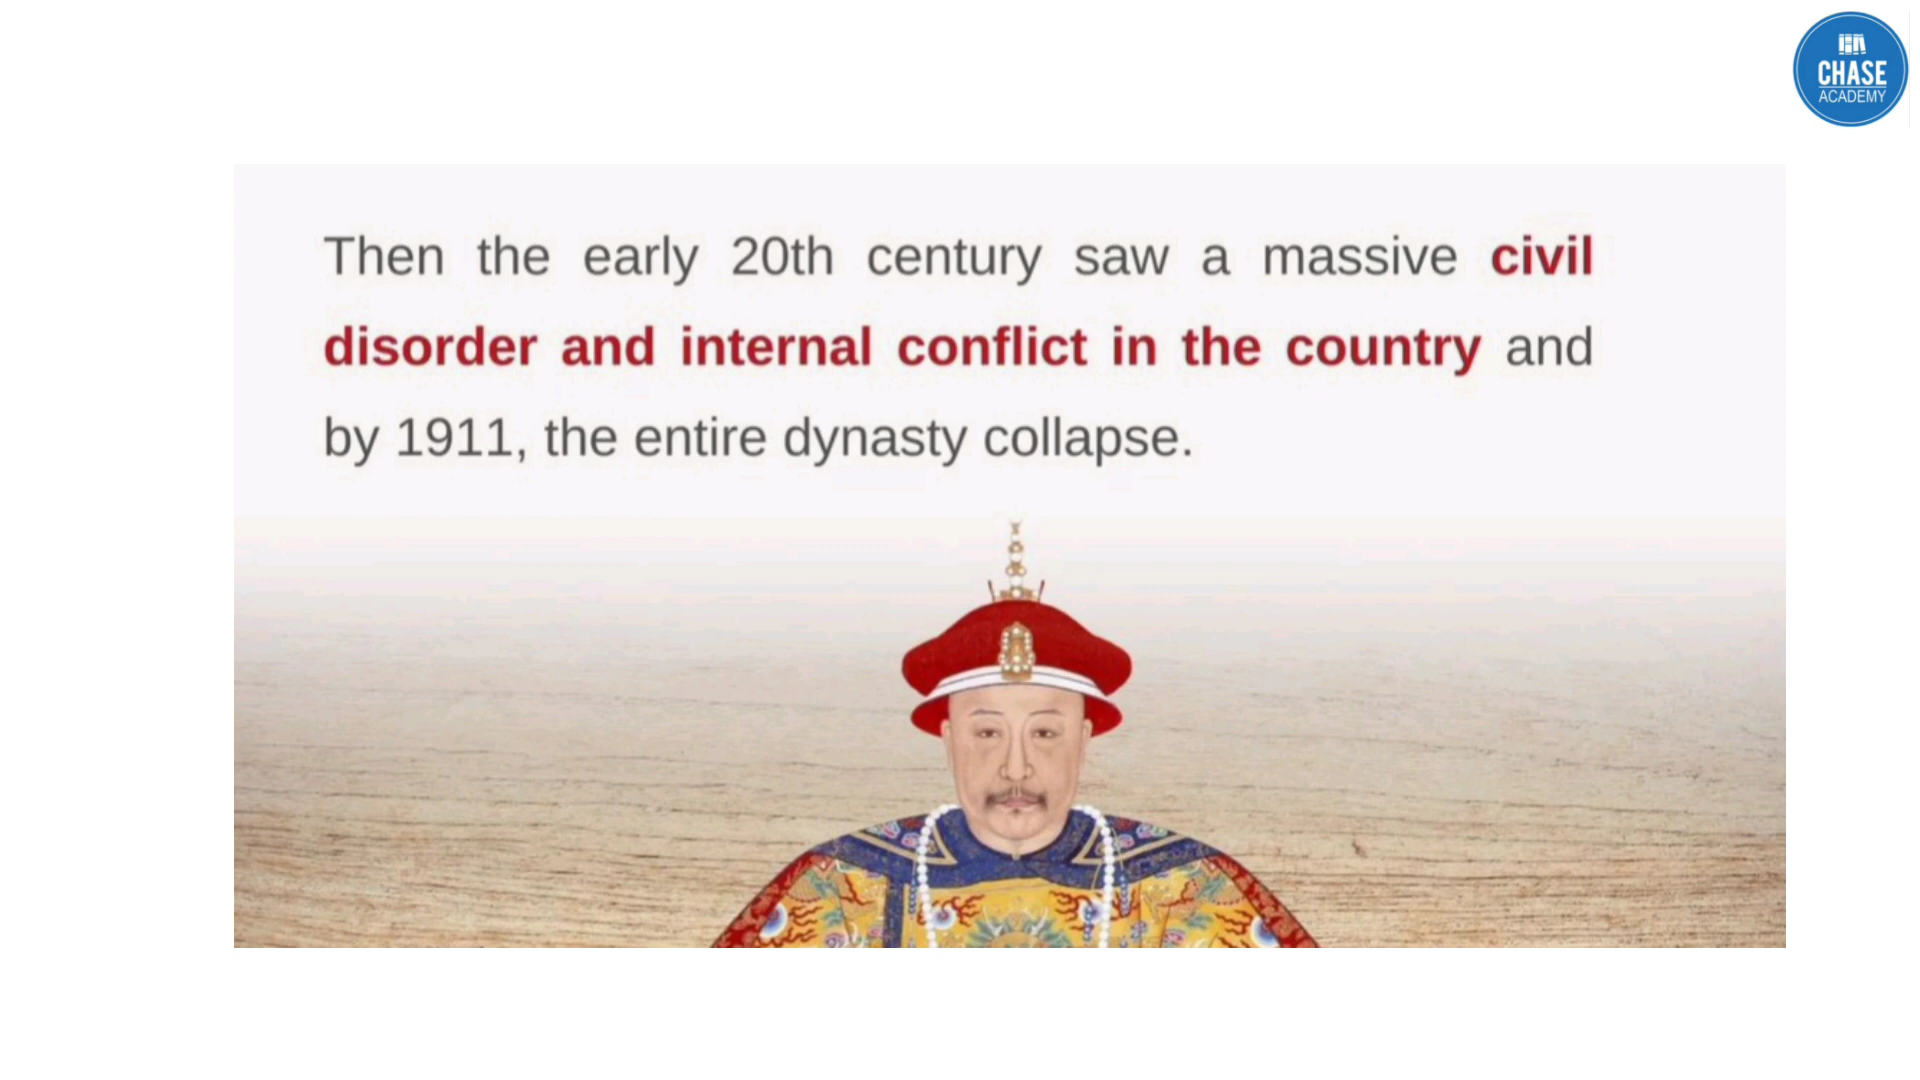 CHASE
ACADEMY
Then the early 20th century saw a massive civil
disorder and internal conflict in the country and
by 1911, the entire dynasty collapse.